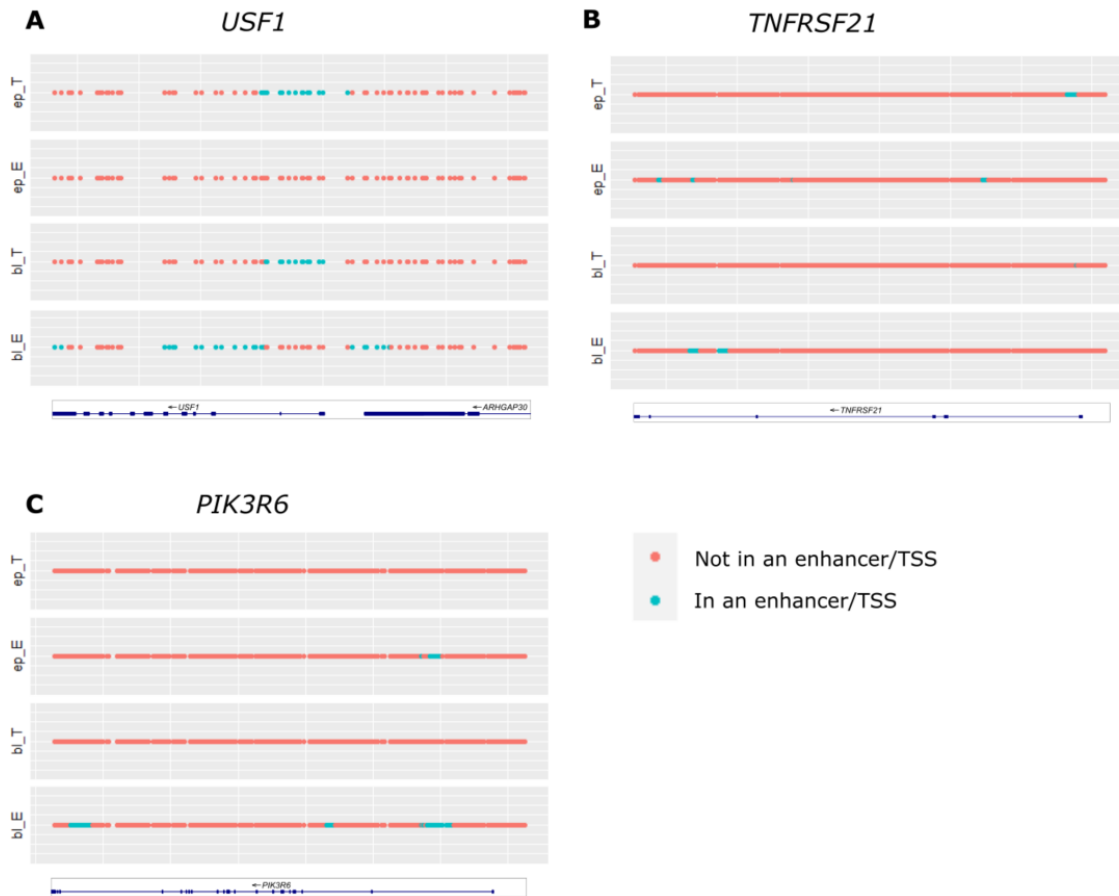 A
USF1
ep_T
ep_E
bl_T
bl_E
←USF1
←ARHGAP30
B
TNFRSF21
ep_T
ep_E
bl_T
bl_E
←TNFRSF21
C
PIK3R6
ep_T
ep_E
bl_T
bl_E
←PIK3R6
Not in an enhancer/TSS
In an enhancer/TSS